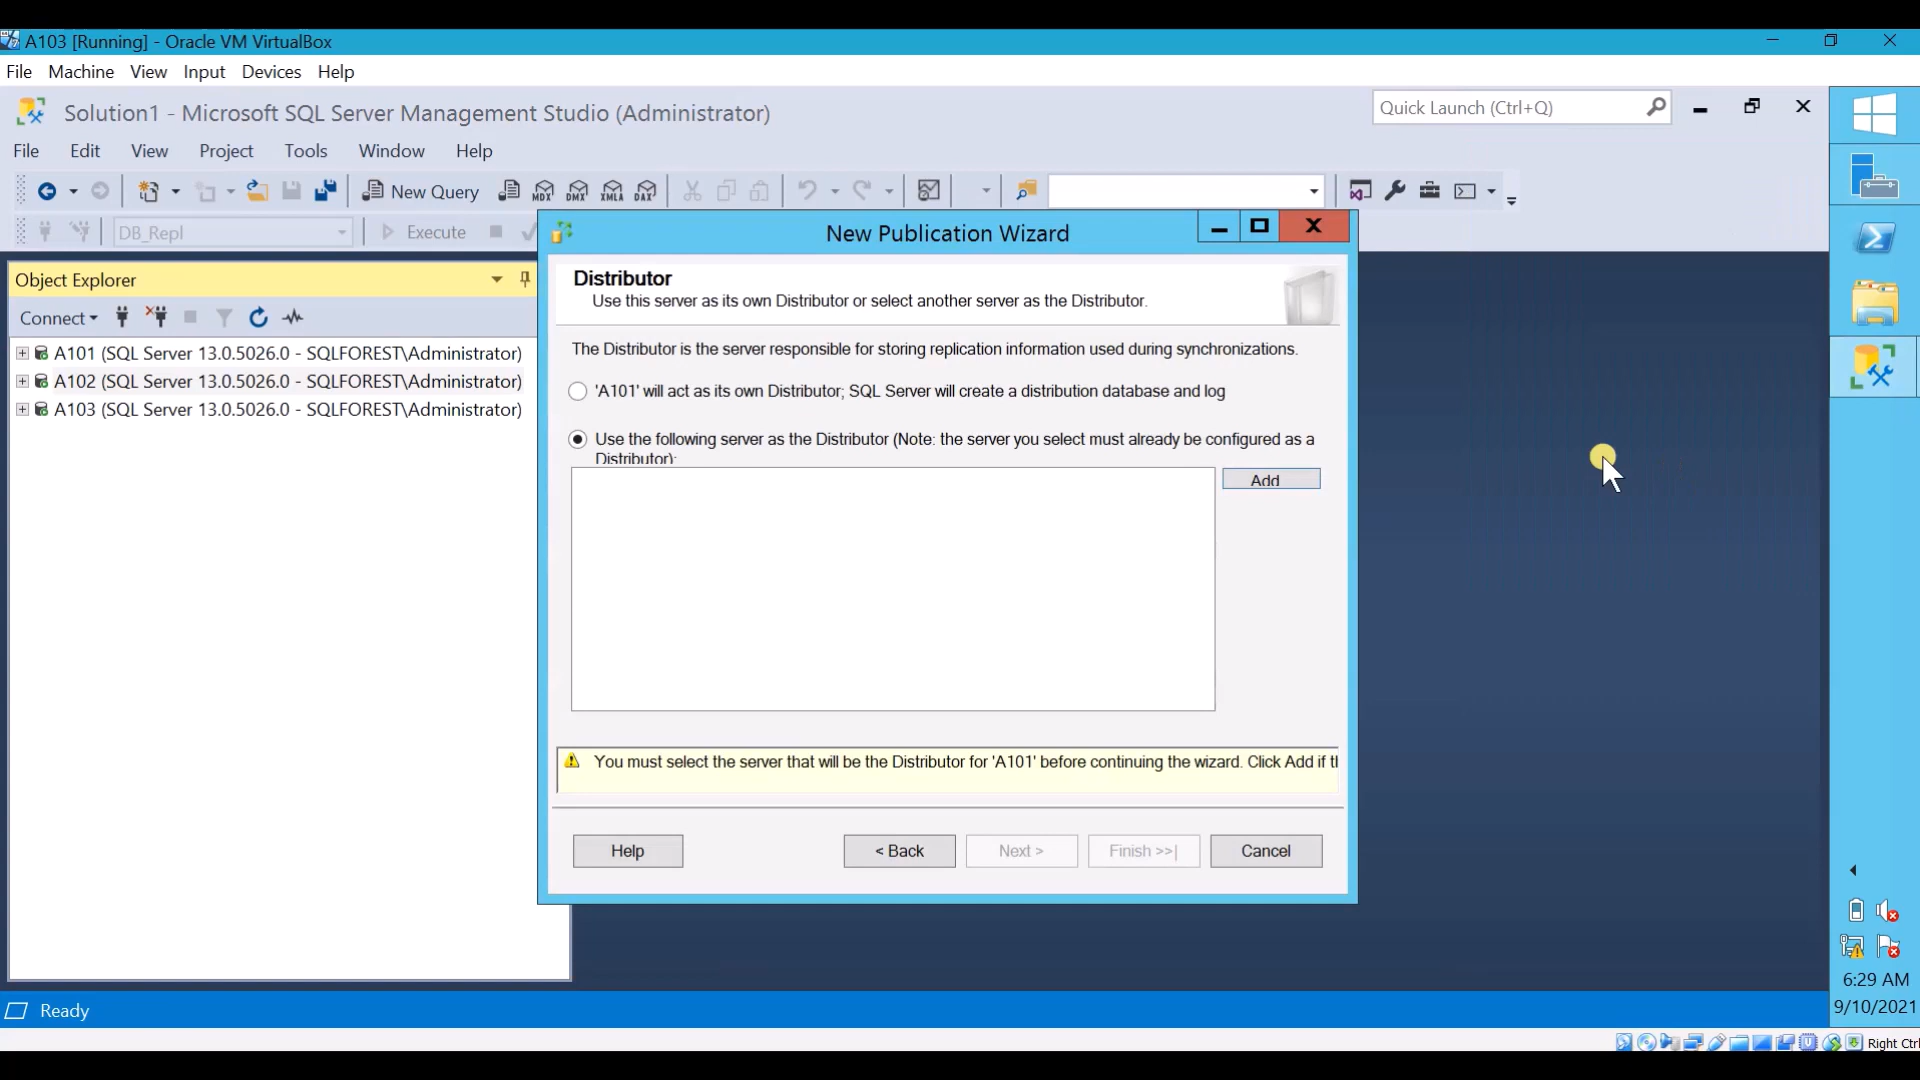 A103 [Running] - Oracle VM VirtualBox
File Machine View Input Devices Help
Solution1 - Microsoft SQL Server Management Studio (Administrator)
Quick Launch (Ctrl+Q)
File Edit View Project Tools Window Help
New Query
MDX DMX XMLA DAX
DB_Repl
Execute
New Publication Wizard
Object Explorer
Connect
A101 (SQL Server 13.0.5026.0 - SQLFOREST\Administrator)
A102 (SQL Server 13.0.5026.0 - SQLFOREST\Administrator)
A103 (SQL Server 13.0.5026.0 - SQLFOREST\Administrator)
Distributor
Use this server as its own Distributor or select another server as the Distributor.
The Distributor is the server responsible for storing replication information used during synchronizations.
'A101' will act as its own Distributor; SQL Server will create a distribution database and log
Use the following server as the Distributor (Note: the server you select must already be configured as a
Distributor):
Add
You must select the server that will be the Distributor for 'A101' before continuing the wizard. Click Add if
Help
< Back
Next >
Finish >>|
Cancel
6:29 AM
9/10/2021
Ready
Right Ctrl